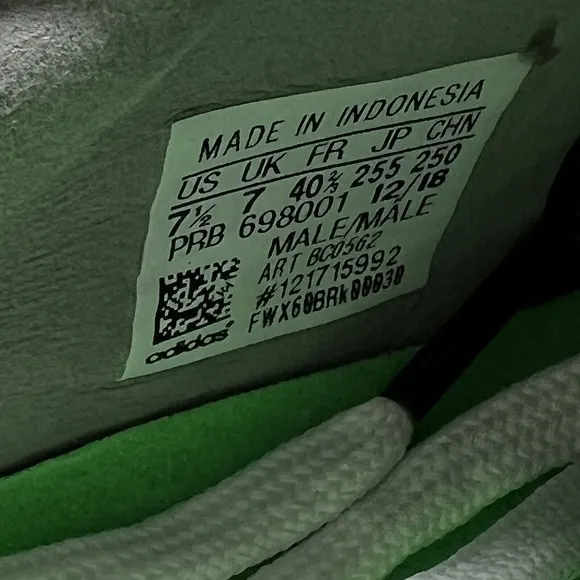 MADE IN INDONESIA
US UK FR JP CHN
7½ 7 40⅔ 255 250
PRB 698001 12/18
MALE/MÂLE
ART BC0562
#121715992
FWX60BRk00030
adidas®